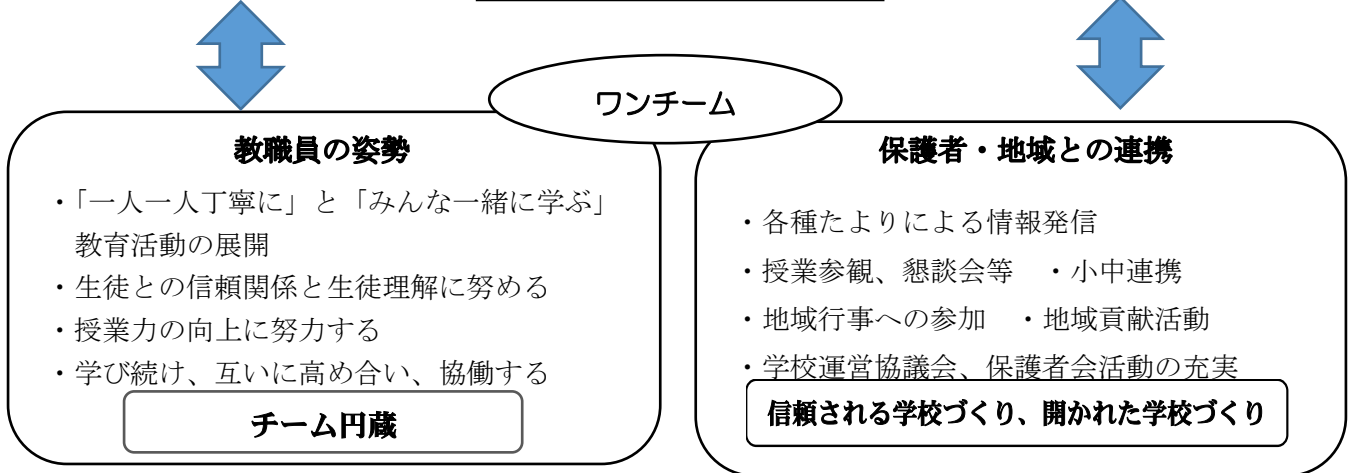 ワンチーム
教職員の姿勢
・「一人一人丁寧に」と「みんな一緒に学ぶ」
教育活動の展開
・生徒との信頼関係と生徒理解に努める
・授業力の向上に努力する
・学び続け、互いに高め合い、協働する
チーム円蔵
保護者・地域との連携
・各種たよりによる情報発信
・授業参観、懇談会等　・小中連携
・地域行事への参加　・地域貢献活動
・学校運営協議会、保護者会活動の充実
信頼される学校づくり、開かれた学校づくり